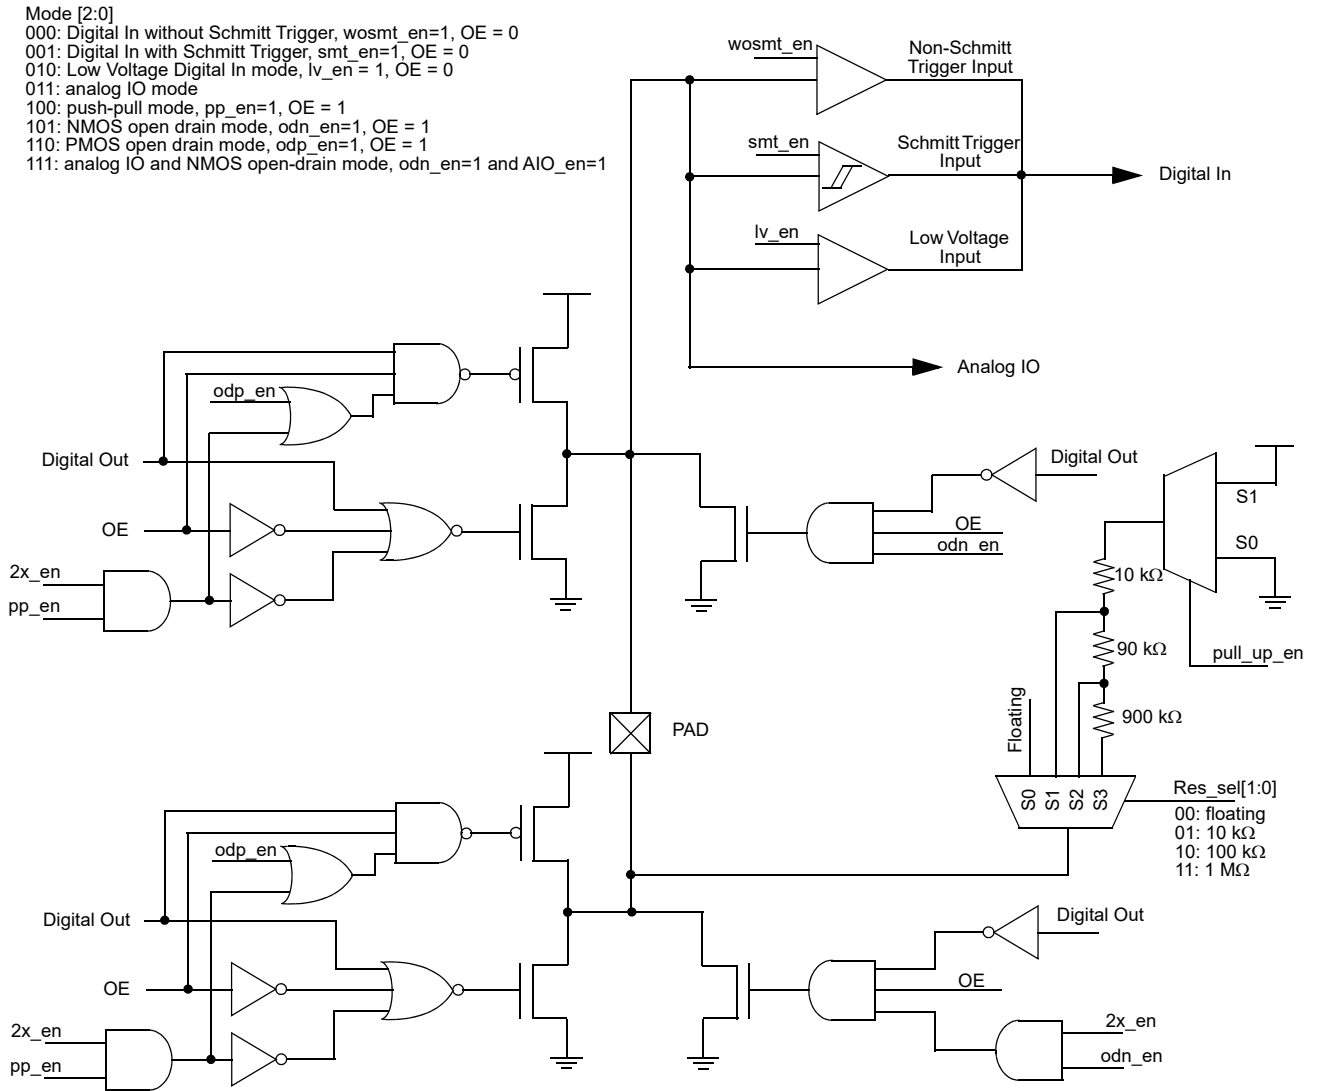 Mode [2:0]
000: Digital In without Schmitt Trigger, wosmt_en=1, OE = 0
001: Digital In with Schmitt Trigger, smt_en=1, OE = 0
010: Low Voltage Digital In mode, lv_en = 1, OE = 0
011: analog IO mode
100: push-pull mode, pp_en=1, OE = 1
101: NMOS open drain mode, odn_en=1, OE = 1
110: PMOS open drain mode, odp_en=1, OE = 1
111: analog IO and NMOS open-drain mode, odn_en=1 and AIO_en=1
wosmt_en
Non-Schmitt
Trigger Input
smt_en
Schmitt Trigger
Input
Digital In
lv_en
Low Voltage
Input
Analog IO
odp_en
Digital Out
OE
2x_en
pp_en
Digital Out
OE
odn_en
S1
S0
10 kΩ
90 kΩ
900 kΩ
pull_up_en
Floating
PAD
S0
S1
S2
S3
Res_sel[1:0]
00: floating
01: 10 kΩ
10: 100 kΩ
11: 1 MΩ
odp_en
Digital Out
OE
2x_en
pp_en
Digital Out
OE
2x_en
odn_en